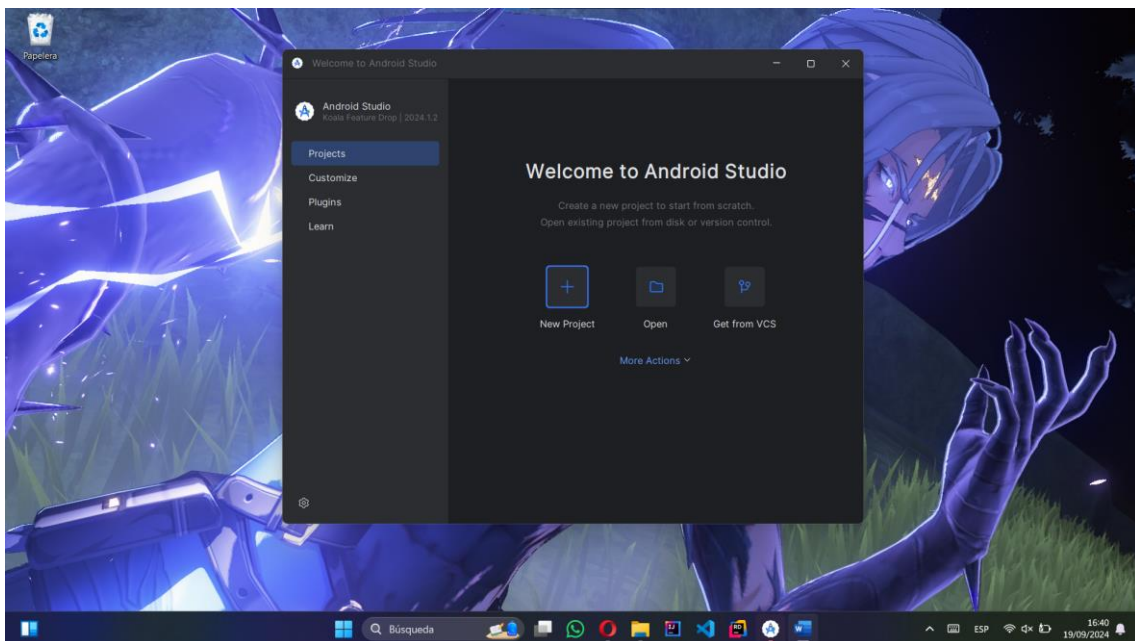 Papelera
Welcome to Android Studio
Android Studio
Koala Feature Drop | 2024.1.2
Projects
Customize
Plugins
Learn
Welcome to Android Studio
Create a new project to start from scratch.
Open existing project from disk or version control.
New Project
Open
Get from VCS
More Actions
Búsqueda
ESP
16:40
19/09/2024